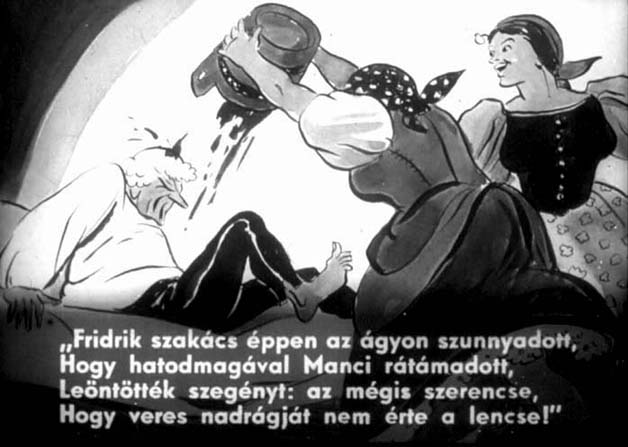 „Fridrik szakács éppen az ágyon szunnyadott,
Hogy hatodmagával Manci rátámadott,
Leöntötték szegényt: az mégis szerencse,
Hogy veres nadrágját nem érte a lencse!"